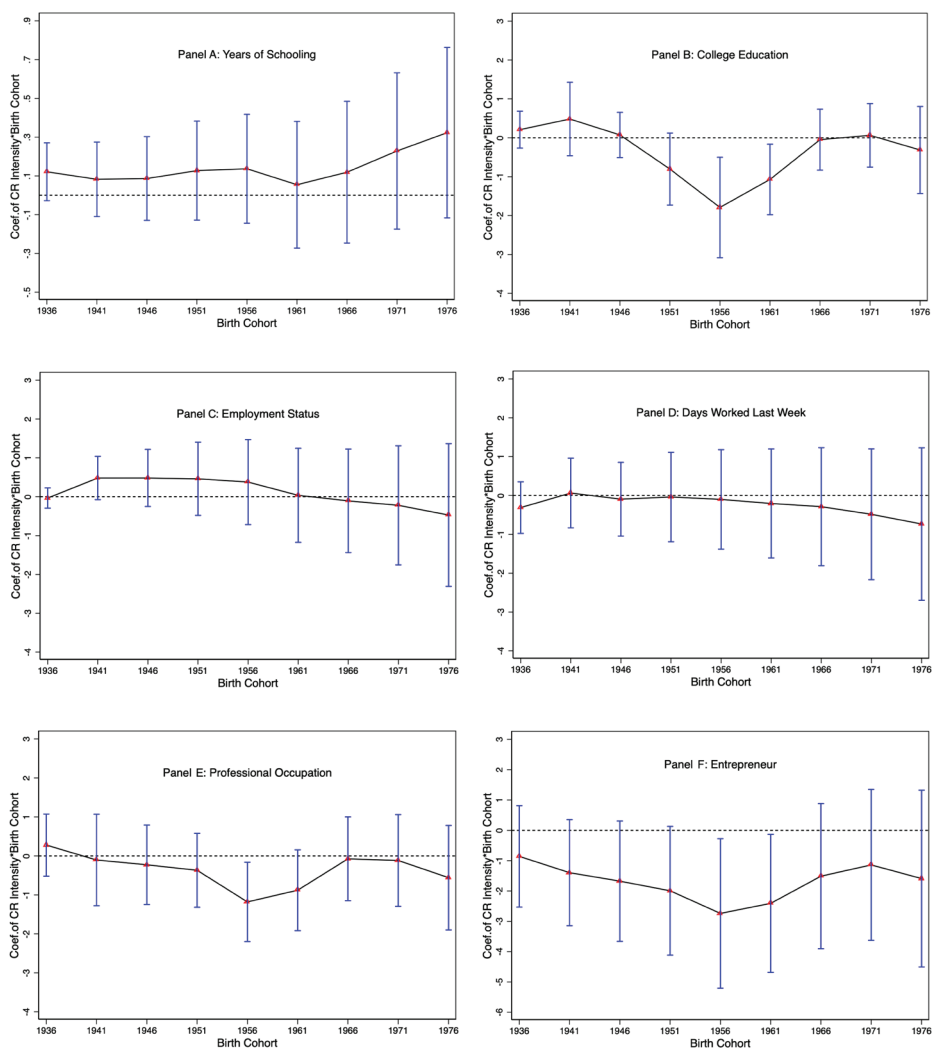 Panel A: Years of Schooling
Coef.of CR Intensity*Birth Cohort
.9
.7
.5
.3
.1
-.1
-.3
-.5
1936 1941 1946 1951 1956 1961 1966 1971 1976
Birth Cohort
Panel B: College Education
Coef.of CR Intensity*Birth Cohort
3
2
1
0
-1
-2
-3
-4
1936 1941 1946 1951 1956 1961 1966 1971 1976
Birth Cohort
Panel C: Employment Status
Coef.of CR Intensity*Birth Cohort
3
2
1
0
-1
-2
-3
-4
1936 1941 1946 1951 1956 1961 1966 1971 1976
Birth Cohort
Panel D: Days Worked Last Week
Coef.of CR Intensity*Birth Cohort
3
2
1
0
-1
-2
-3
-4
1936 1941 1946 1951 1956 1961 1966 1971 1976
Birth Cohort
Panel E: Professional Occupation
Coef.of CR Intensity*Birth Cohort
3
2
1
0
-1
-2
-3
-4
1936 1941 1946 1951 1956 1961 1966 1971 1976
Birth Cohort
Panel F: Entrepreneur
Coef.of CR Intensity*Birth Cohort
3
2
1
0
-1
-2
-3
-4
-5
-6
1936 1941 1946 1951 1956 1961 1966 1971 1976
Birth Cohort